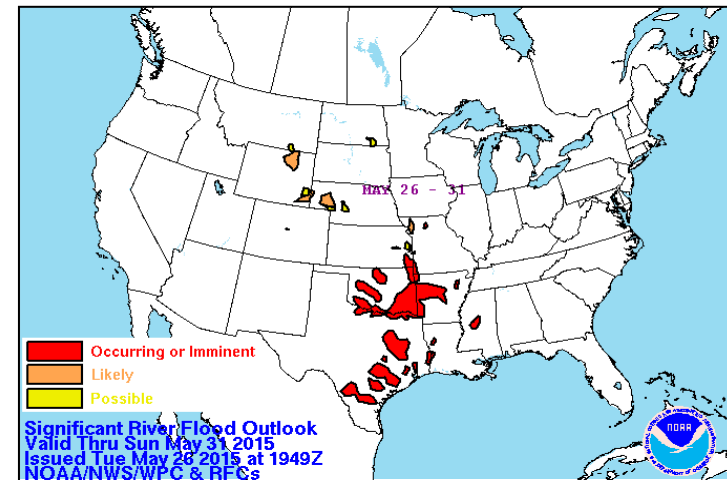 MAY 26 - 31
Occurring or Imminent
Likely
Possible
Significant River Flood Outlook
Valid Thru Sun May 31 2015
Issued Tue May 26 2015 at 1949Z
NOAA/NWS/WPC & RFCs
NOAA